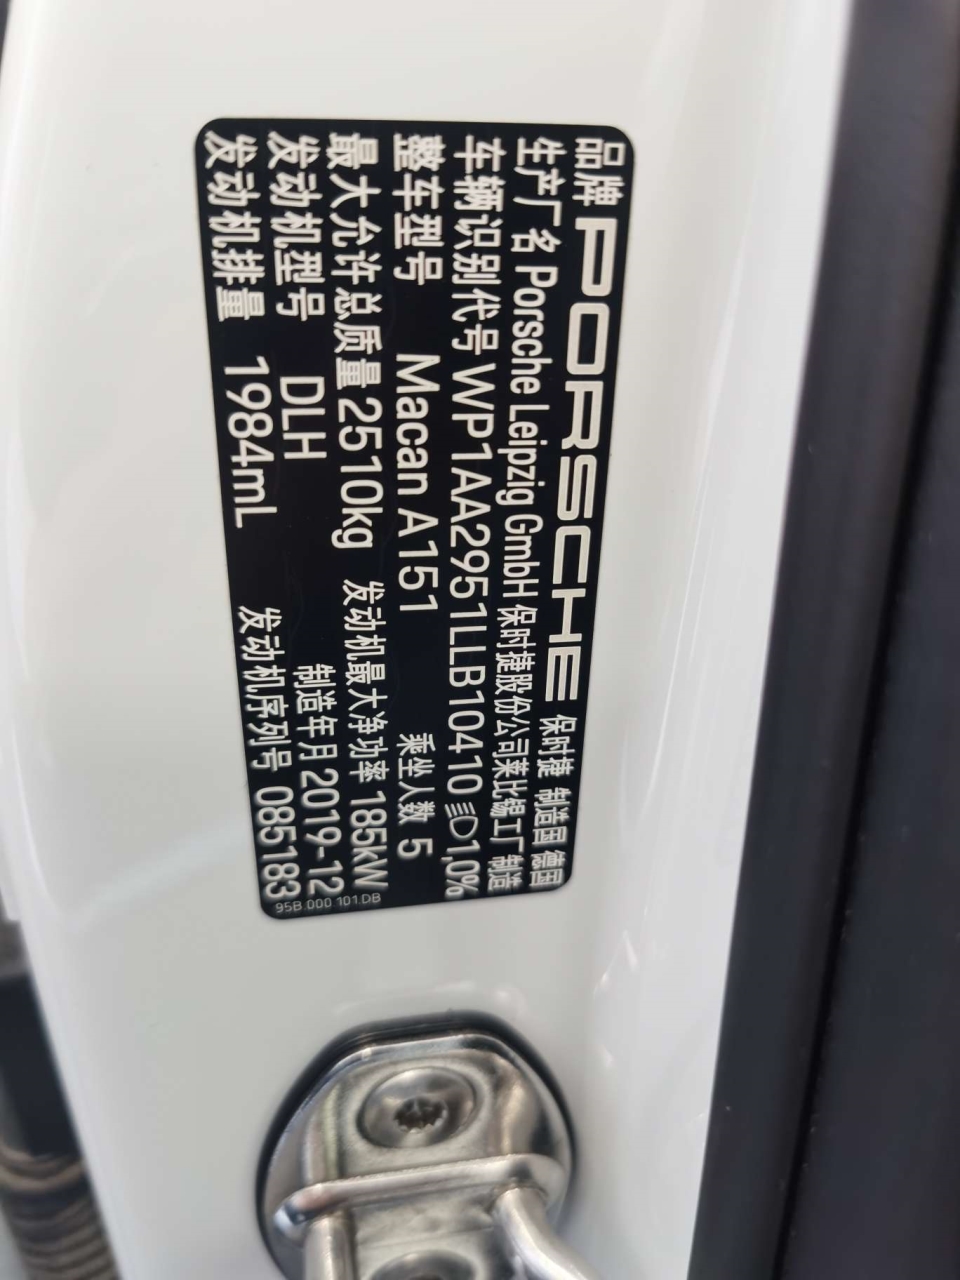 品牌 PORSCHE 保时捷 制造国 德国
生产厂名 Porsche Leipzig GmbH 保时捷股份公司莱比锡工厂 制造
车辆识别代号 WP1AA2951LLB10410 1,0%
整车型号 Macan A151 乘坐人数 5
最大允许总质量 2510kg 发动机最大净功率 185kW
发动机型号 DLH 制造年月 2019-12
发动机排量 1984mL 发动机序列号 085183
95B.000.101.DB